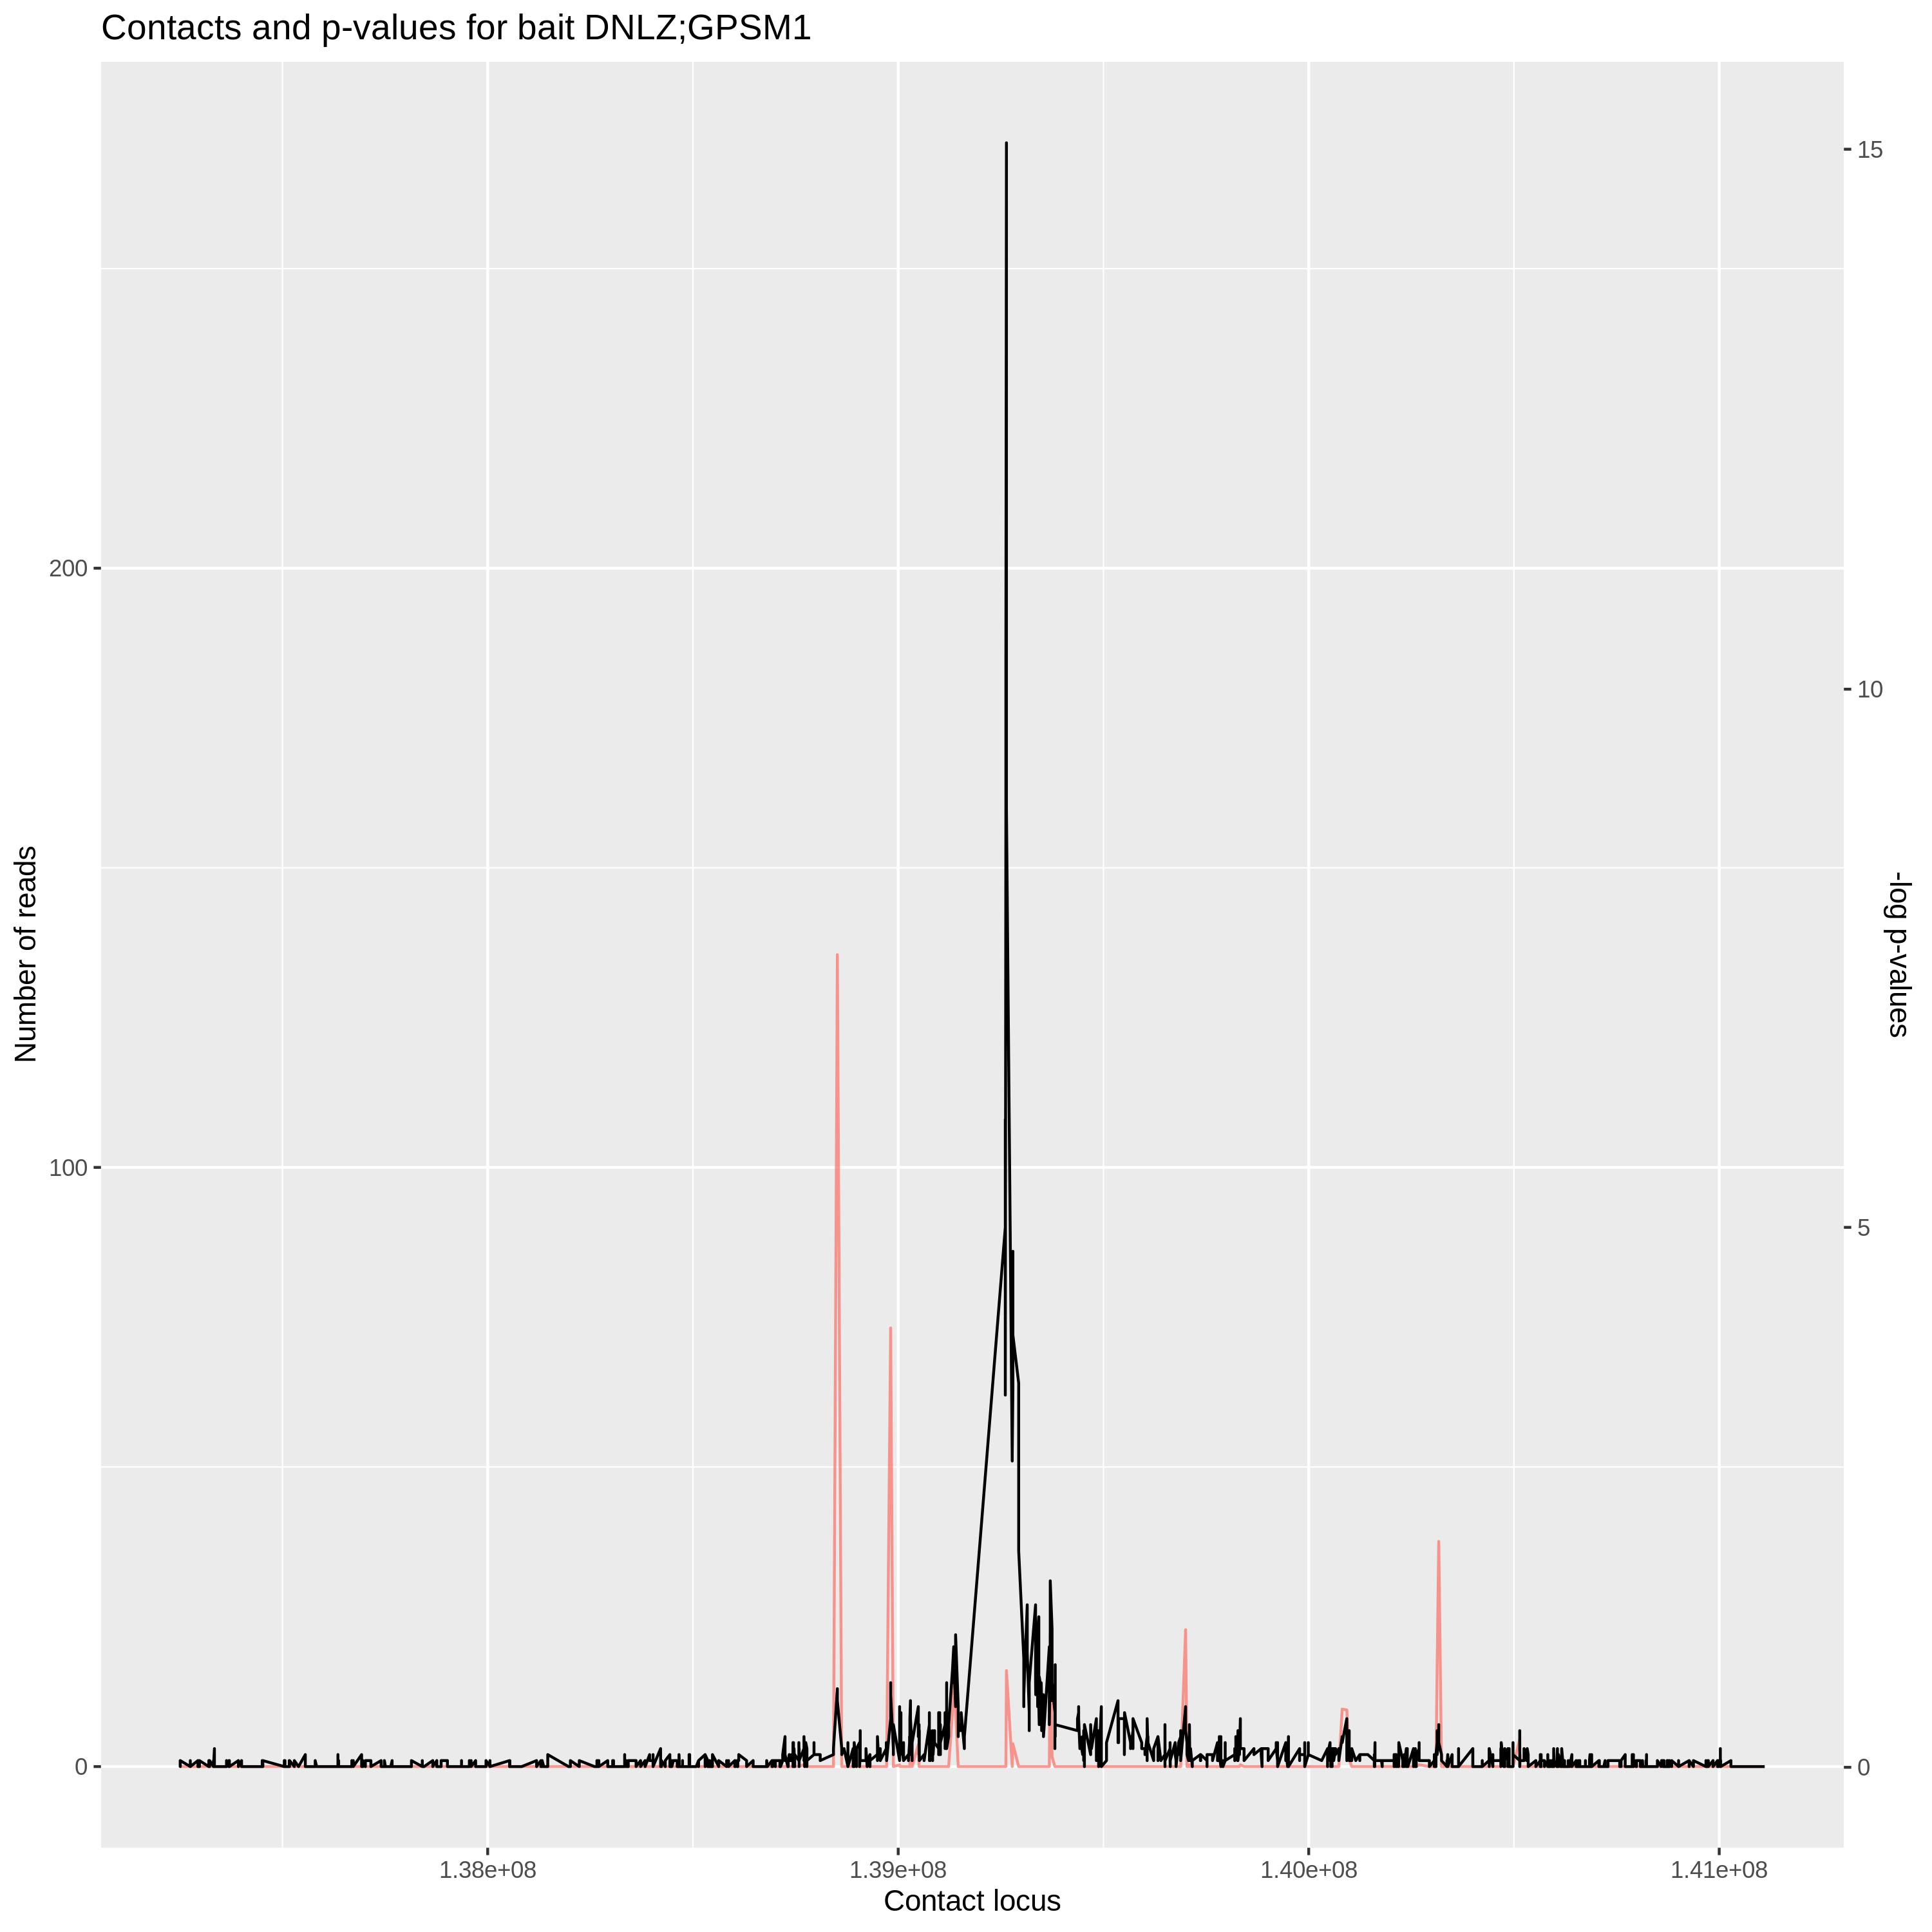 Contacts and p-values for bait DNLZ;GPSM1
15
200
10
Number of reads
-log p-values
100
5
0
0
1.38e+08
1.39e+08
1.40e+08
1.41e+08
Contact locus